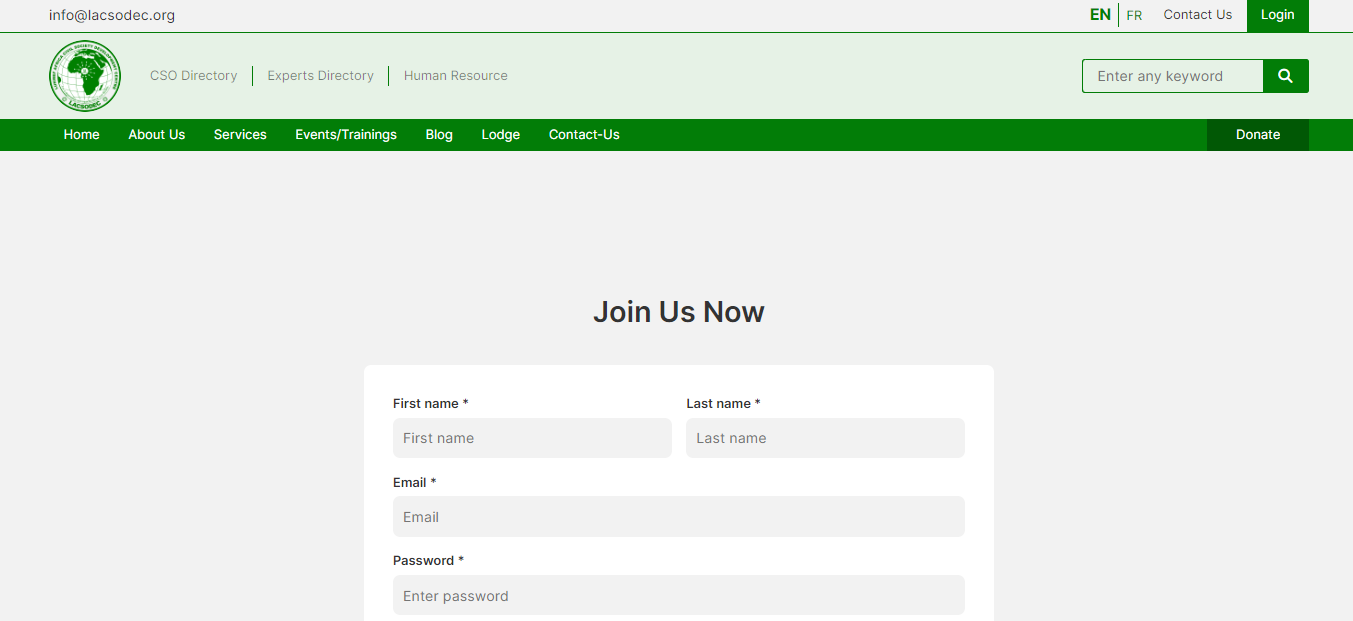 info@lacsodec.org
EN FR Contact Us Login
CSO Directory Experts Directory Human Resource
Enter any keyword
LACSODEC
Home About Us Services Events/Trainings Blog Lodge Contact-Us Donate
Join Us Now
First name * Last name *
First name Last name
Email *
Email
Password *
Enter password